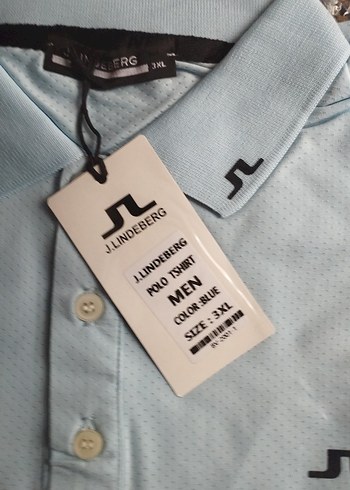 J.LINDEBERG
3XL
J.LINDEBERG
J.LINDEBERG
POLO TSHIRT
MEN
COLOR:BLUE
SIZE : 3XL